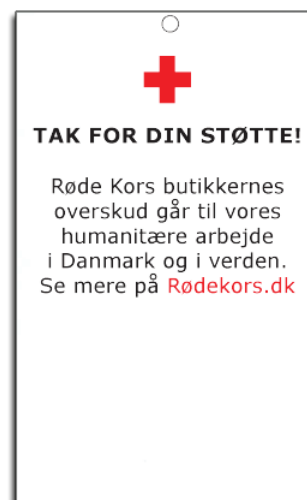 TAK FOR DIN STØTTE!
Røde Kors butikkernes
overskud går til vores
humanitære arbejde
i Danmark og i verden.
Se mere på Rødekors.dk